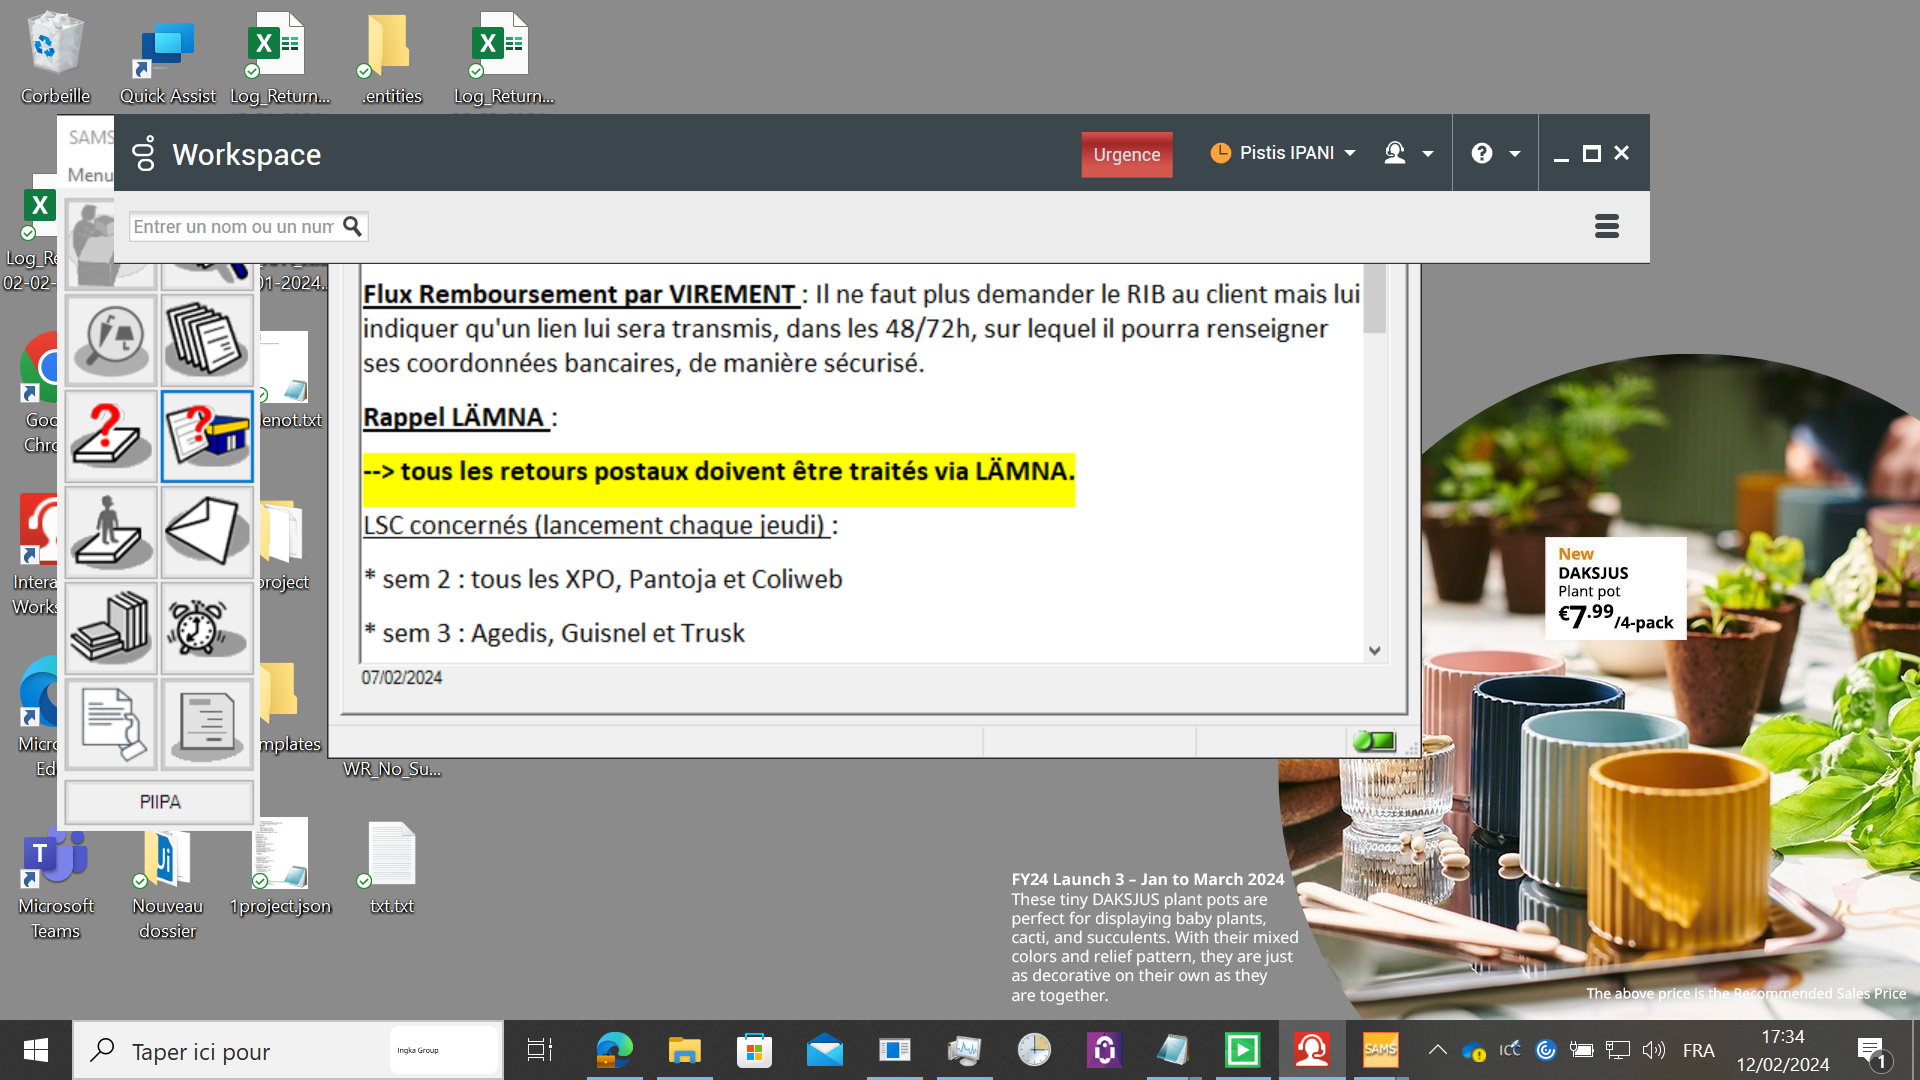 Corbeille
Quick Assist
Log_Return...
.entities
Log_Return...
SAMS
Workspace
Urgence
Pistis IPANI
Menu
Entrer un nom ou un num
Log_Re
02-02-
01-2024...
Flux Remboursement par VIREMENT : Il ne faut plus demander le RIB au client mais lui
indiquer qu'un lien lui sera transmis, dans les 48/72h, sur lequel il pourra renseigner
ses coordonnées bancaires, de manière sécurisé.
Rappel LÄMNA :
--> tous les retours postaux doivent être traités via LÄMNA.
LSC concernés (lancement chaque jeudi) :
* sem 2 : tous les XPO, Pantoja et Coliweb
* sem 3 : Agedis, Guisnel et Trusk
07/02/2024
Goo
Chro
enot.txt
Intera
Works
project
Micro
Ed
mplates
WR_No_Su...
PIIPA
Microsoft
Teams
Nouveau
dossier
1project.json
txt.txt
New
DAKSJUS
Plant pot
€7.99/4-pack
FY24 Launch 3 – Jan to March 2024
These tiny DAKSJUS plant pots are
perfect for displaying baby plants,
cacti, and succulents. With their mixed
colors and relief pattern, they are just
as decorative on their own as they
are together.
The above price is the Recommended Sales Price
Taper ici pour
Ingka Group
SAMS
ICC
FRA
17:34
12/02/2024
1